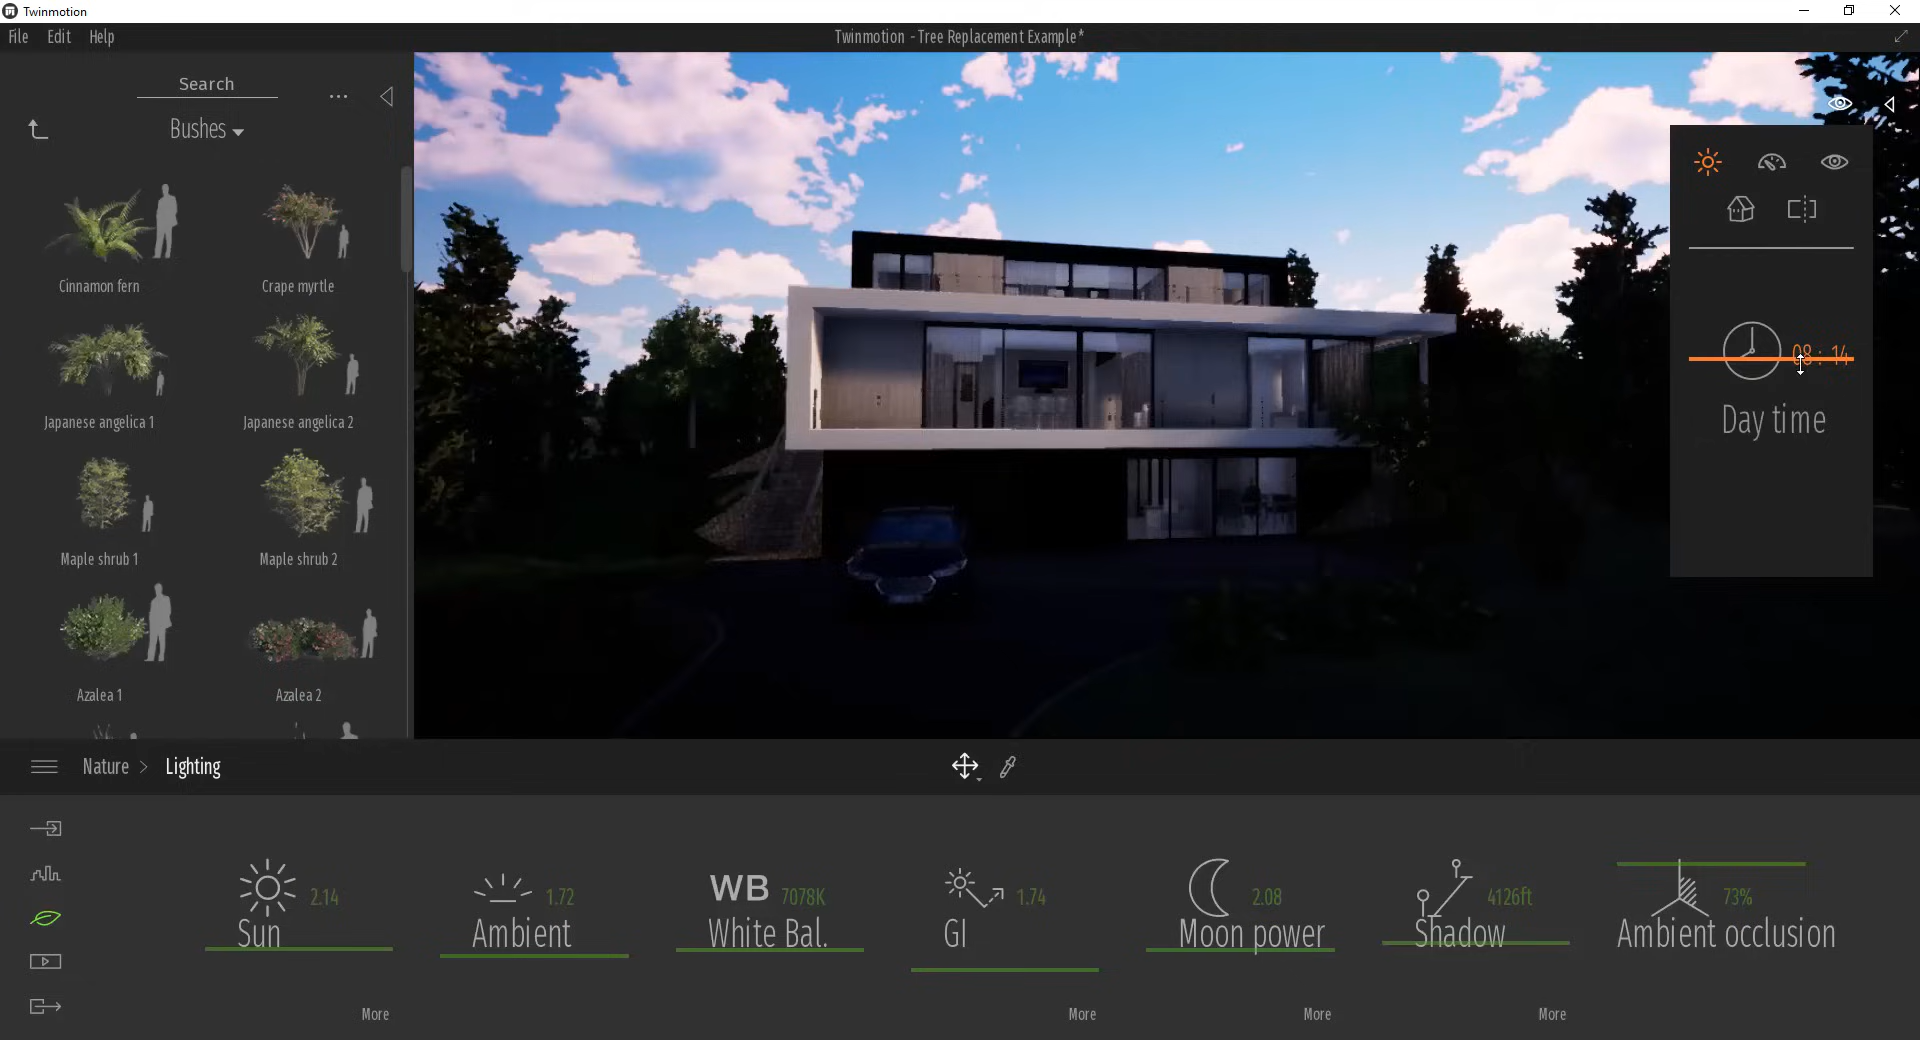 Twinmotion
File Edit Help
Twinmotion - Tree Replacement Example*
Search
...
Bushes
Cinnamon fern
Crape myrtle
Japanese angelica 1
Japanese angelica 2
Maple shrub 1
Maple shrub 2
Azalea 1
Azalea 2
08 : 14
Day time
Nature > Lighting
2.14
Sun
More
1.72
Ambient
WB 7078K
White Bal.
1.74
GI
More
2.08
Moon power
More
4126ft
Shadow
More
73%
Ambient occlusion